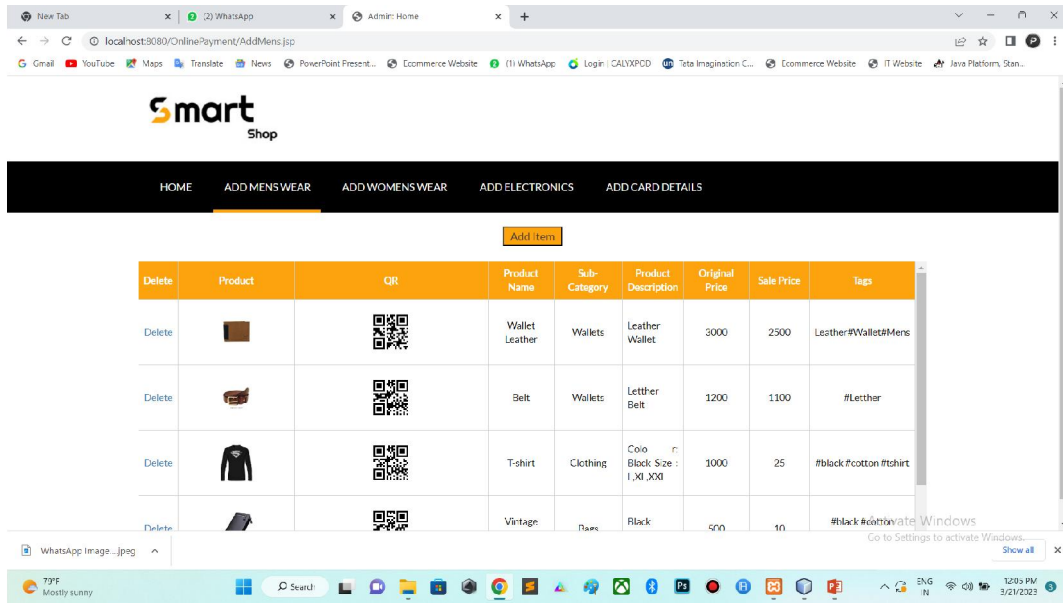 New Tab
(2) WhatsApp
Admin: Home
localhost:8080/OnlinePayment/AddMens.jsp
Gmail YouTube Maps Translate News PowerPoint Present... Ecommerce Website (1) WhatsApp Login | CALYXPOD Tata Imagination C... Ecommerce Website IT Website Java Platform, Stan...
Smart
Shop
HOME ADD MENS WEAR ADD WOMENS WEAR ADD ELECTRONICS ADD CARD DETAILS
Add Item
Delete Product QR Product Name Sub-Category Product Description Original Price Sale Price Tags
Delete Wallet Leather Wallets Leather Wallet 3000 2500 Leather#Wallet#Mens
Delete Belt Wallets Letther Belt 1200 1100 #Letther
Delete T-shirt Clothing Colo r: Black Size : L,XL,XXL 1000 25 #black #cotton #tshirt
Delete Vintage Bags Black 500 10 #black #cotton
Activate Windows
Go to Settings to activate Windows.
WhatsApp Image....jpeg
Show all
79°F
Mostly sunny
Search
ENG
IN
12:05 PM
3/21/2023
3